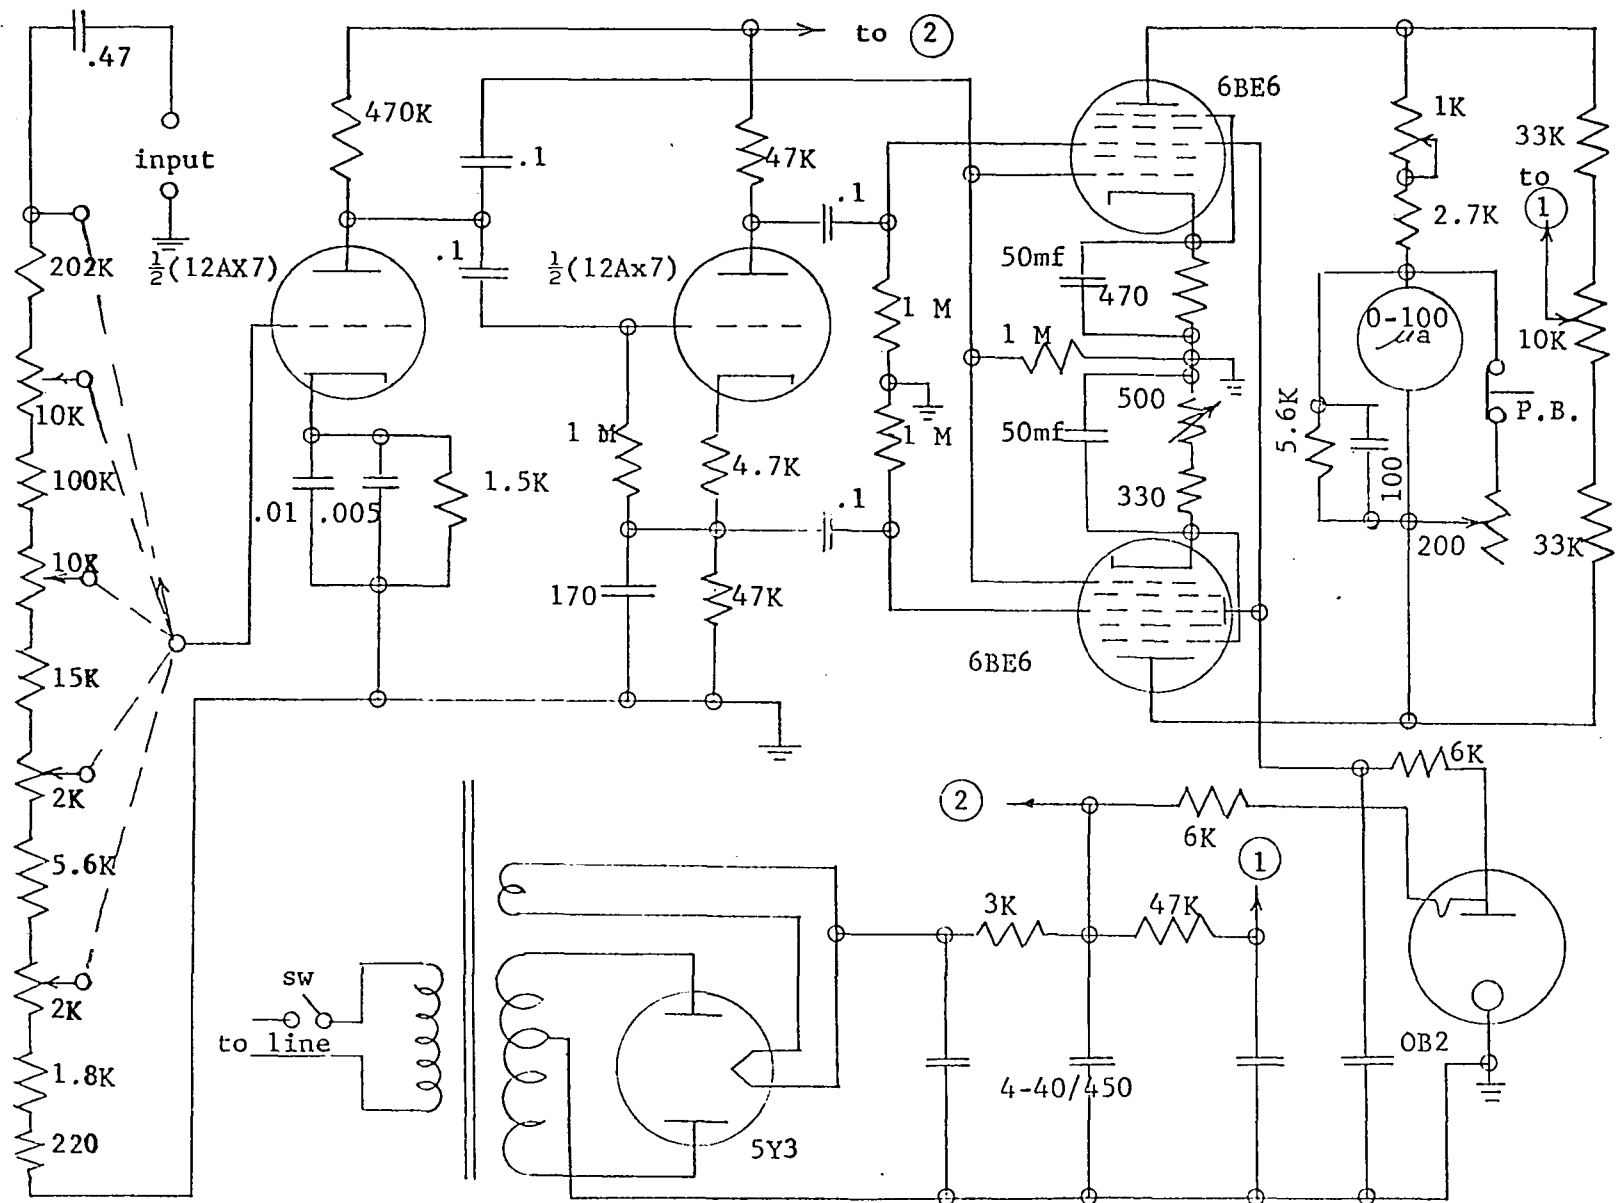 .47
to 2
6BE6
470K
1K
33K
input
.1
47K
to
1
.1
2.7K
202K
½(12AX7)
.1
½(12Ax7)
50mf
470
1 M
0-100
μa
10K
1 M
10K
500
5.6K
P.B.
1 M
50mf
1 M
4.7K
100K
1.5K
330
100
.01
.005
.1
200
33K
10K
170
47K
15K
6BE6
6K
2
2K
6K
1
5.6K
3K
47K
sw
2K
to line
OB2
1.8K
4-40/450
220
5Y3